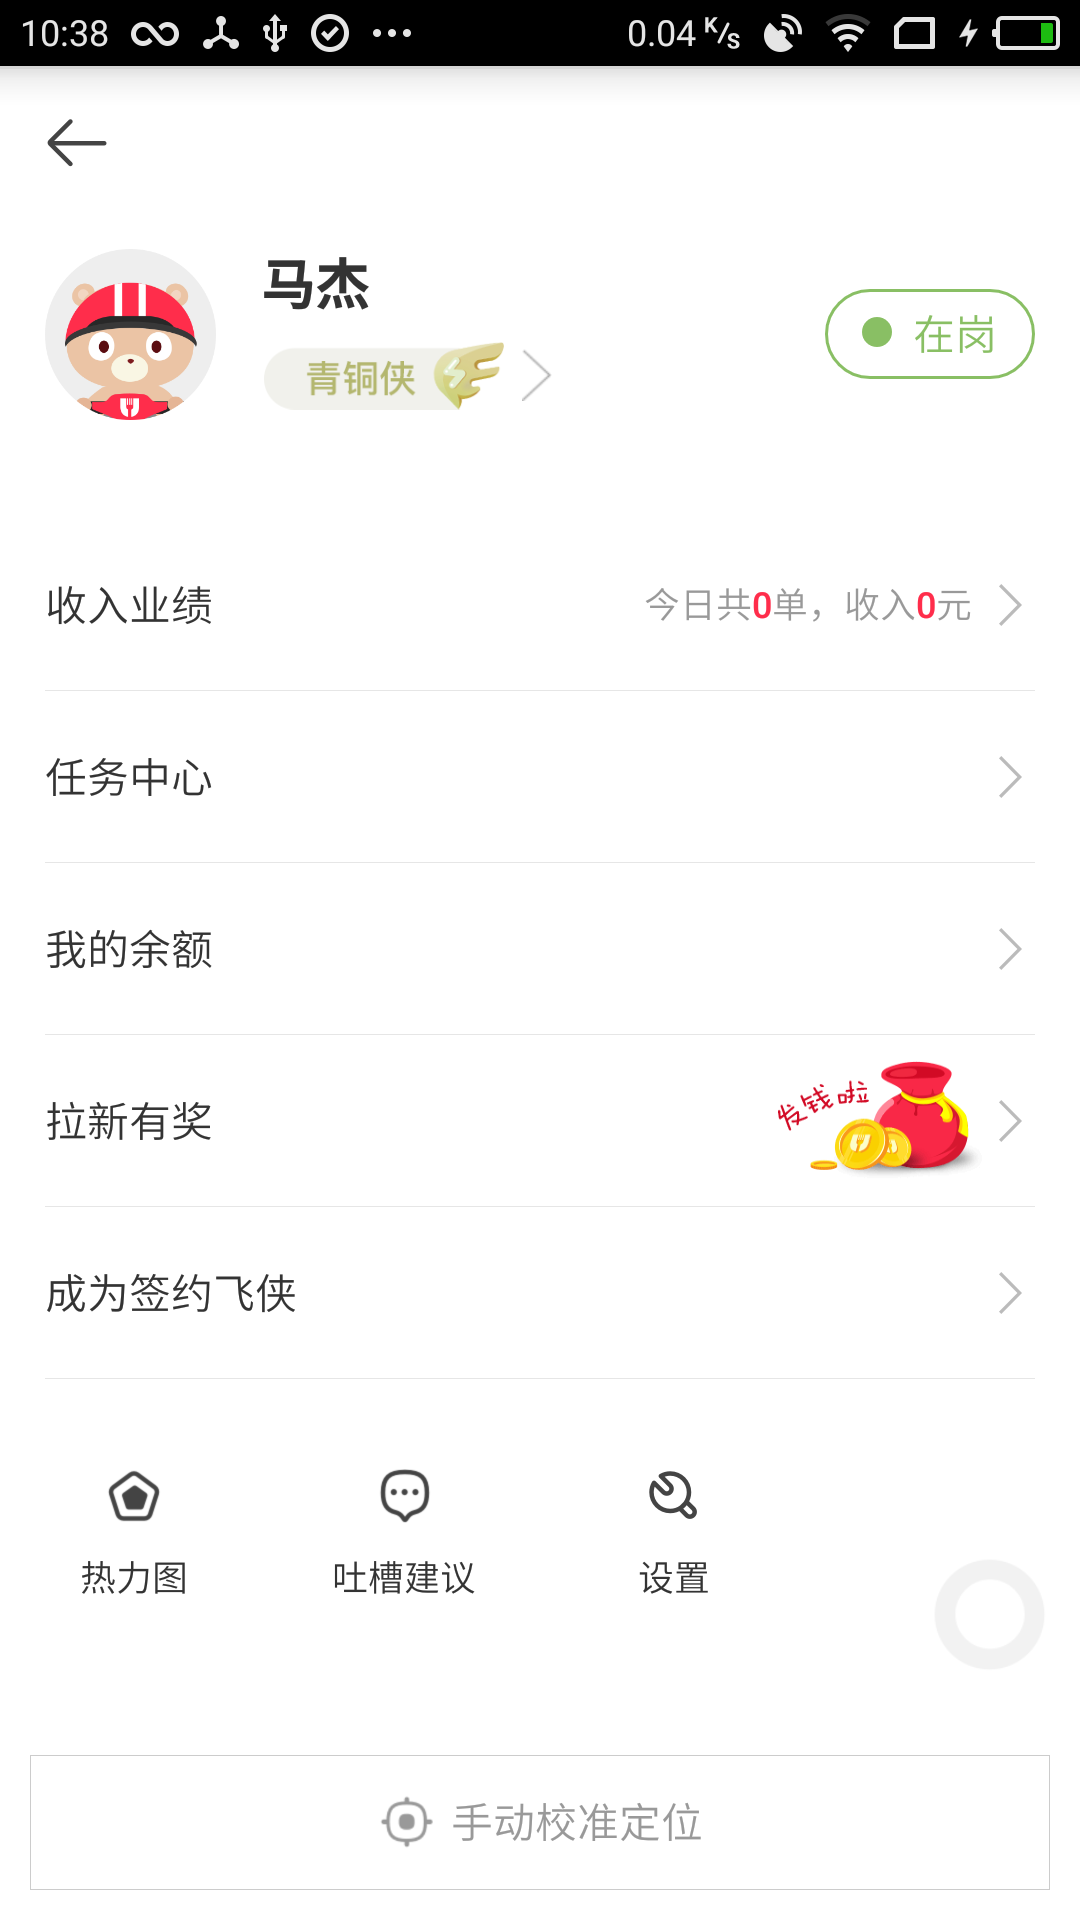 10:38 0.04 K/s
马杰
青铜侠
在岗
收入业绩 今日共0单，收入0元
任务中心
我的余额
拉新有奖 发钱啦
成为签约飞侠
热力图 吐槽建议 设置
手动校准定位